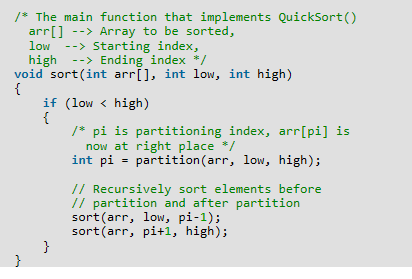 /* The main function that implements QuickSort()
  arr[] --> Array to be sorted,
  low  --> Starting index,
  high  --> Ending index */
void sort(int arr[], int low, int high)
{
    if (low < high)
    {
        /* pi is partitioning index, arr[pi] is
          now at right place */
        int pi = partition(arr, low, high);

        // Recursively sort elements before
        // partition and after partition
        sort(arr, low, pi-1);
        sort(arr, pi+1, high);
    }
}